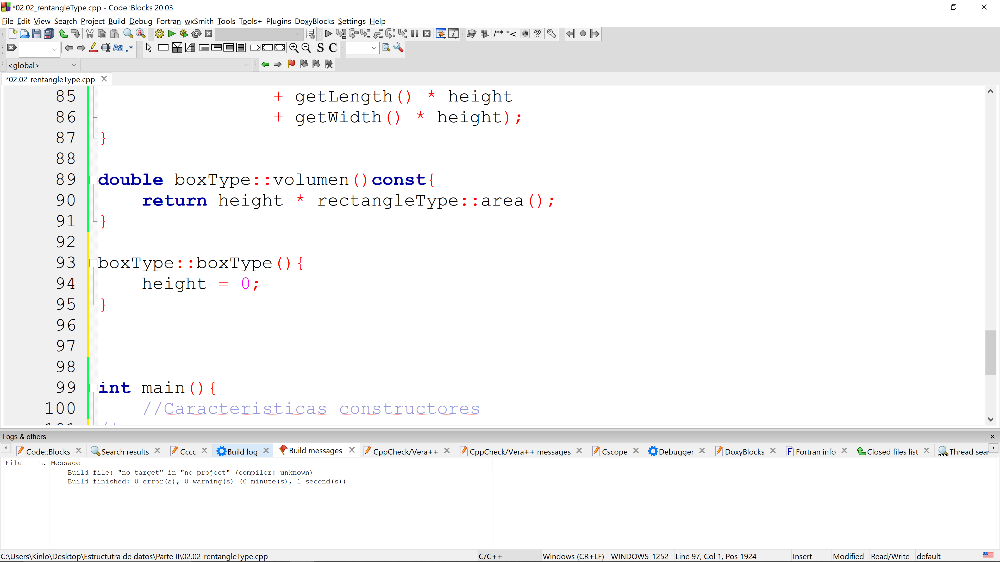 *02.02_rentangleType.cpp - Code::Blocks 20.03
File Edit View Search Project Build Debug Fortran wxSmith Tools Tools+ Plugins DoxyBlocks Settings Help
/** *<
Aa .* S C
<global>
*02.02_rentangleType.cpp
85 + getLength() * height
86 + getWidth() * height);
87 }
88
89 double boxType::volumen()const{
90 return height * rectangleType::area();
91 }
92
93 boxType::boxType(){
94 height = 0;
95 }
96
97
98
99 int main(){
100 //Caracteristicas constructores
Logs & others
Code::Blocks Search results Cccc Build log Build messages CppCheck/Vera++ CppCheck/Vera++ messages Cscope Debugger DoxyBlocks Fortran info Closed files list Thread sear
File L. Message
=== Build file: "no target" in "no project" (compiler: unknown) ===
=== Build finished: 0 error(s), 0 warning(s) (0 minute(s), 1 second(s)) ===
C:\Users\Kinlo\Desktop\Estructutra de datos\Parte II\02.02_rentangleType.cpp C/C++ Windows (CR+LF) WINDOWS-1252 Line 97, Col 1, Pos 1924 Insert Modified Read/Write default